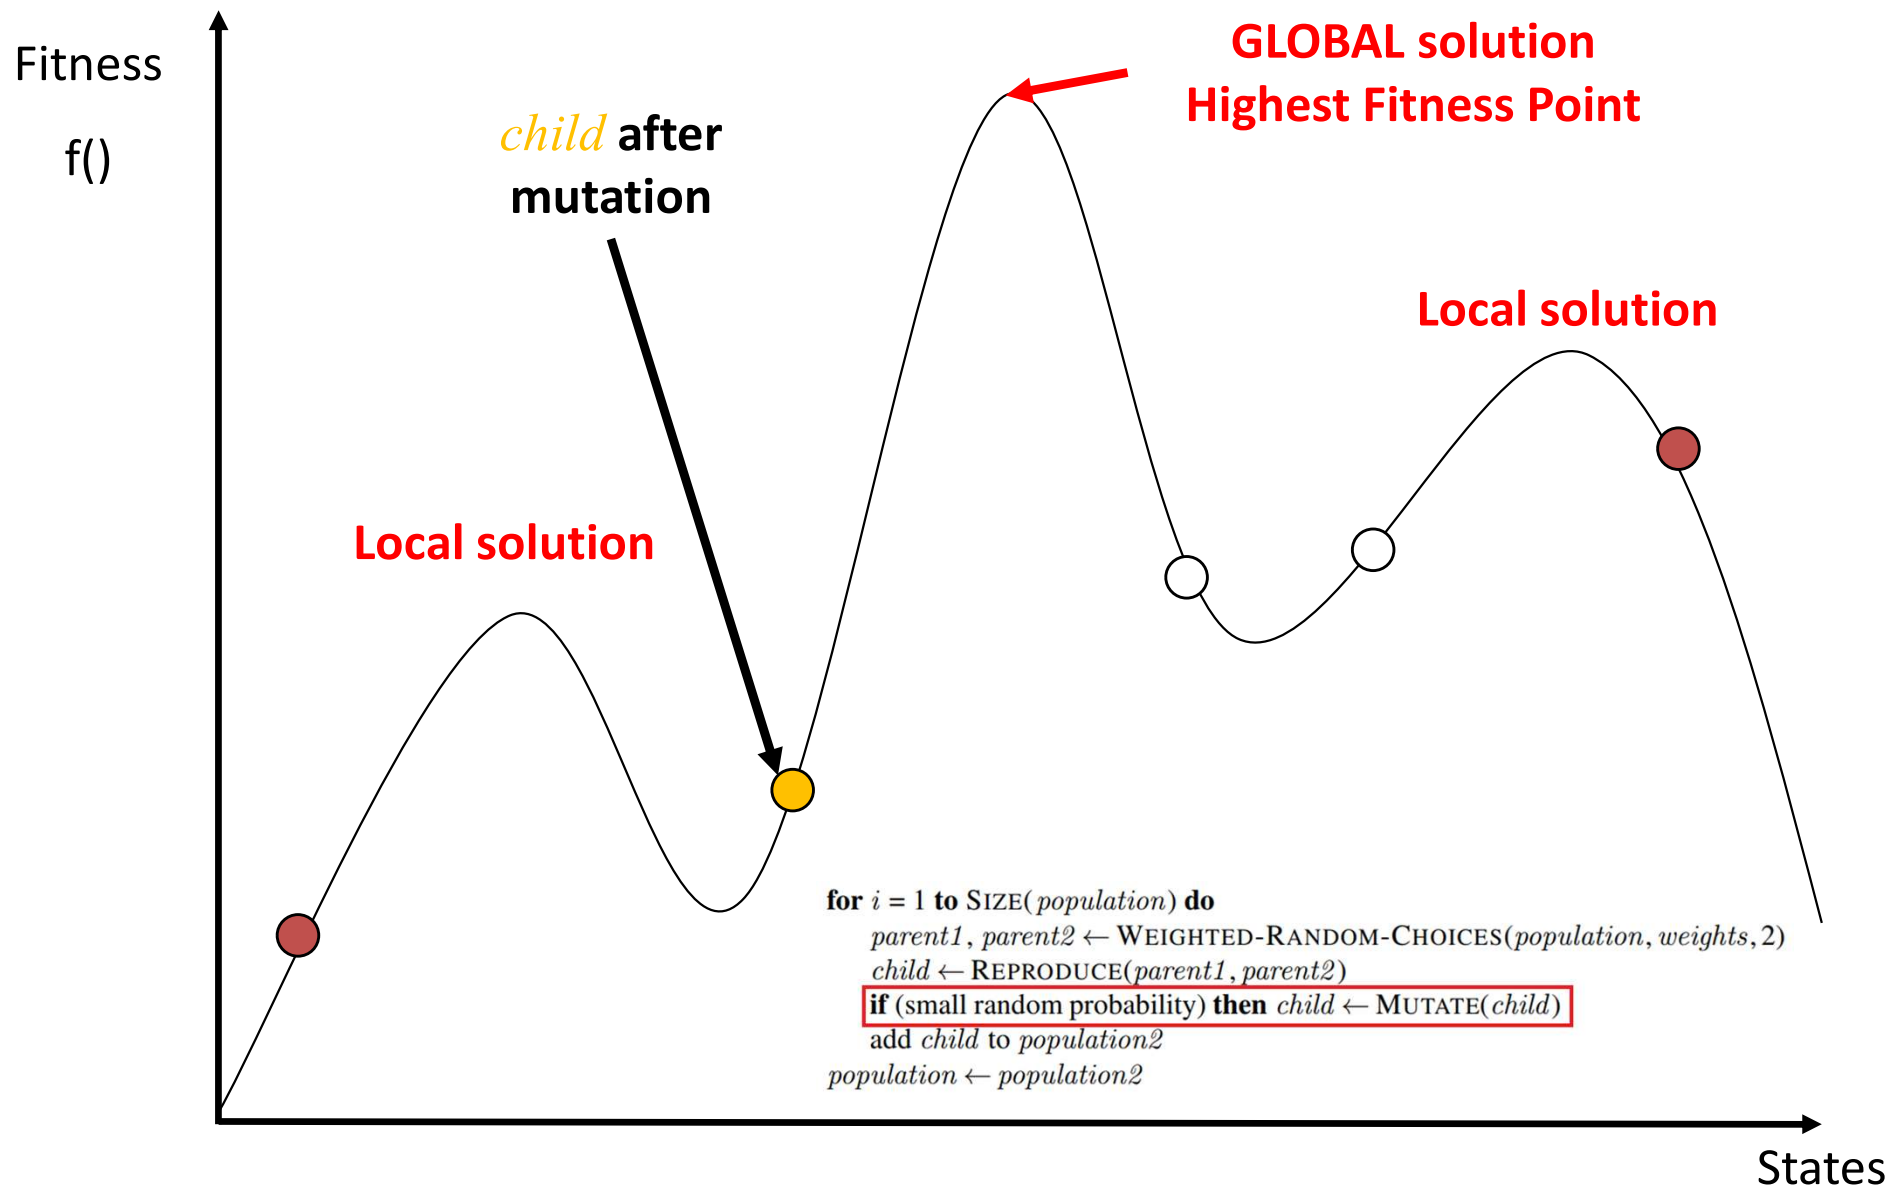 Fitness
f()
child after
mutation
GLOBAL solution
Highest Fitness Point
Local solution
Local solution
for i = 1 to SIZE(population) do
parent1, parent2 ← WEIGHTED-RANDOM-CHOICES(population, weights, 2)
child ← REPRODUCE(parent1, parent2)
if (small random probability) then child ← MUTATE(child)
add child to population2
population ← population2
States